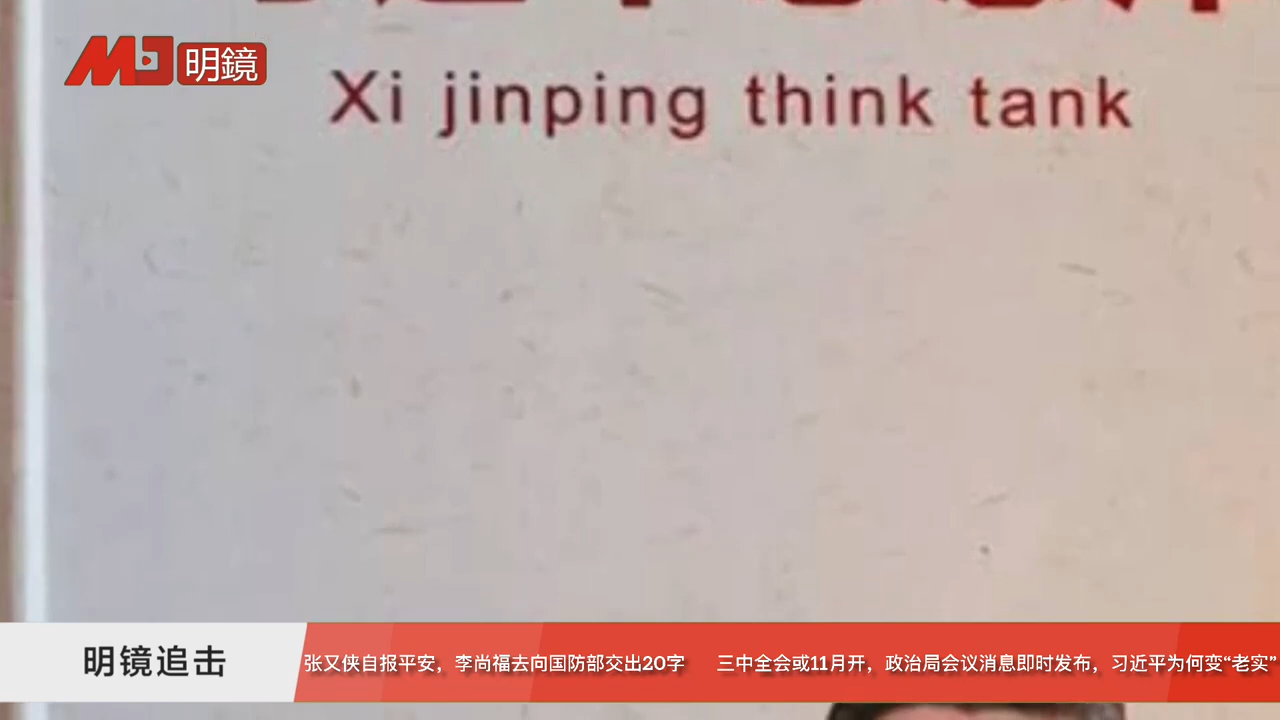 明鏡
Xi jinping think tank
明镜追击
张又侠自报平安，李尚福去向国防部交出20字
三中全会或11月开，政治局会议消息即时发布，习近平为何变“老实”